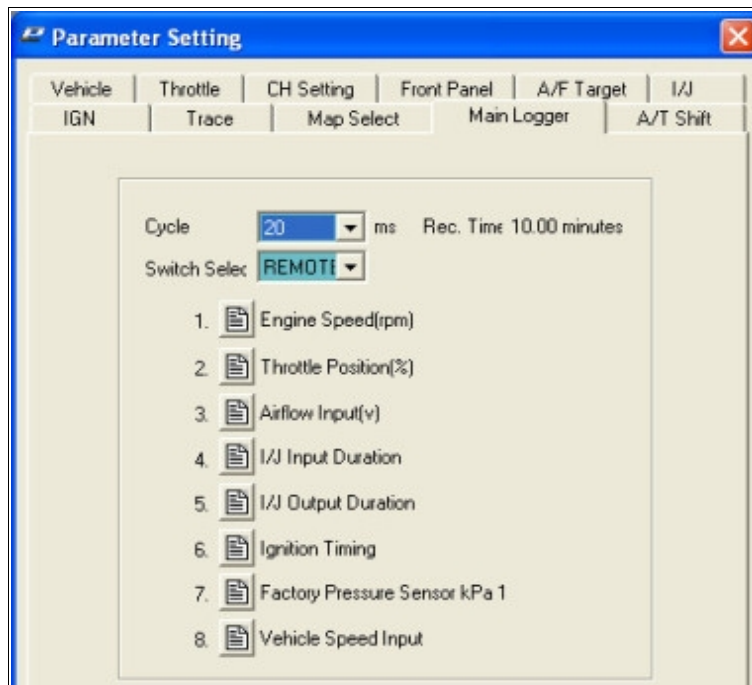 Parameter Setting
Vehicle Throttle CH Setting Front Panel A/F Target I/J
IGN Trace Map Select Main Logger A/T Shift
Cycle 20 ms Rec. Time 10.00 minutes
Switch Selec REMOTE
1. Engine Speed(rpm)
2. Throttle Position(%)
3. Airflow Input(v)
4. I/J Input Duration
5. I/J Output Duration
6. Ignition Timing
7. Factory Pressure Sensor kPa 1
8. Vehicle Speed Input